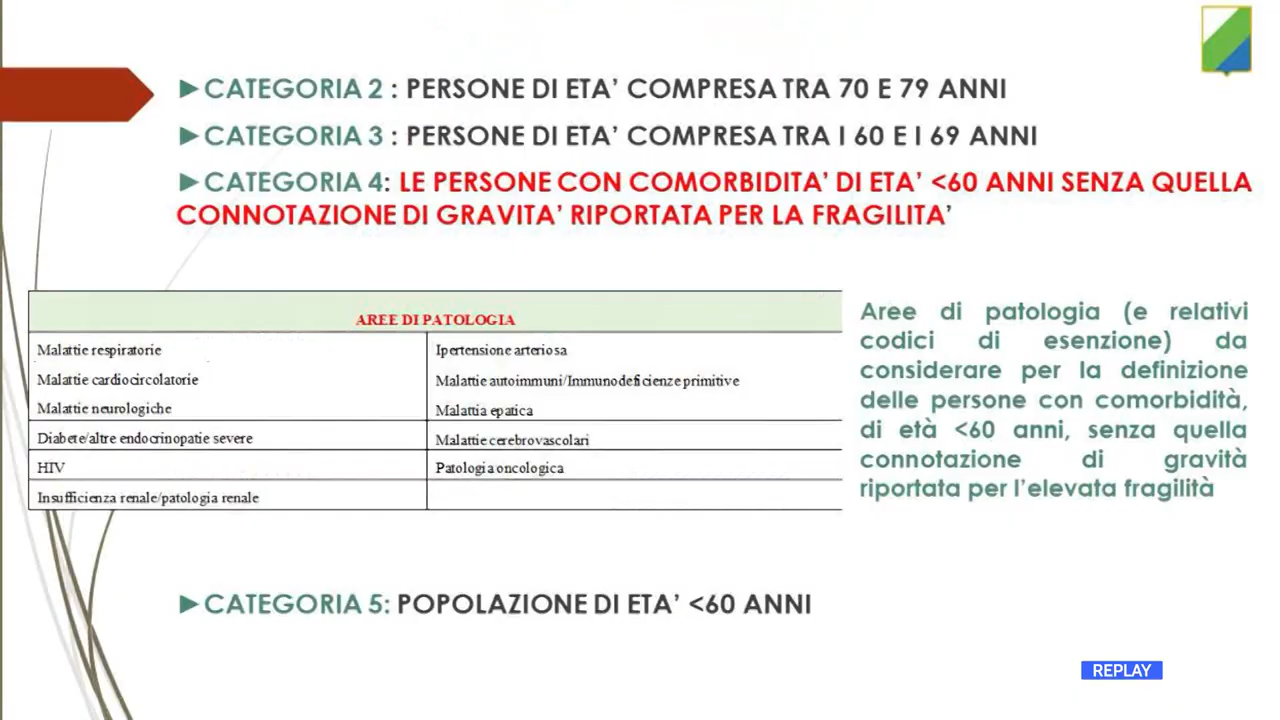 ►CATEGORIA 2 : PERSONE DI ETA’ COMPRESA TRA 70 E 79 ANNI
►CATEGORIA 3 : PERSONE DI ETA’ COMPRESA TRA I 60 E I 69 ANNI
►CATEGORIA 4: LE PERSONE CON COMORBIDITA’ DI ETA’ <60 ANNI SENZA QUELLA
CONNOTAZIONE DI GRAVITA’ RIPORTATA PER LA FRAGILITA’
AREE DI PATOLOGIA
Malattie respiratorie
Ipertensione arteriosa
Malattie cardiocircolatorie
Malattie autoimmuni/Immunodeficienze primitive
Malattie neurologiche
Malattia epatica
Diabete/altre endocrinopatie severe
Malattie cerebrovascolari
HIV
Patologia oncologica
Insufficienza renale/patologia renale
Aree di patologia (e relativi
codici di esenzione) da
considerare per la definizione
delle persone con comorbidità,
di età <60 anni, senza quella
connotazione di gravità
riportata per l’elevata fragilità
►CATEGORIA 5: POPOLAZIONE DI ETA’ <60 ANNI
REPLAY